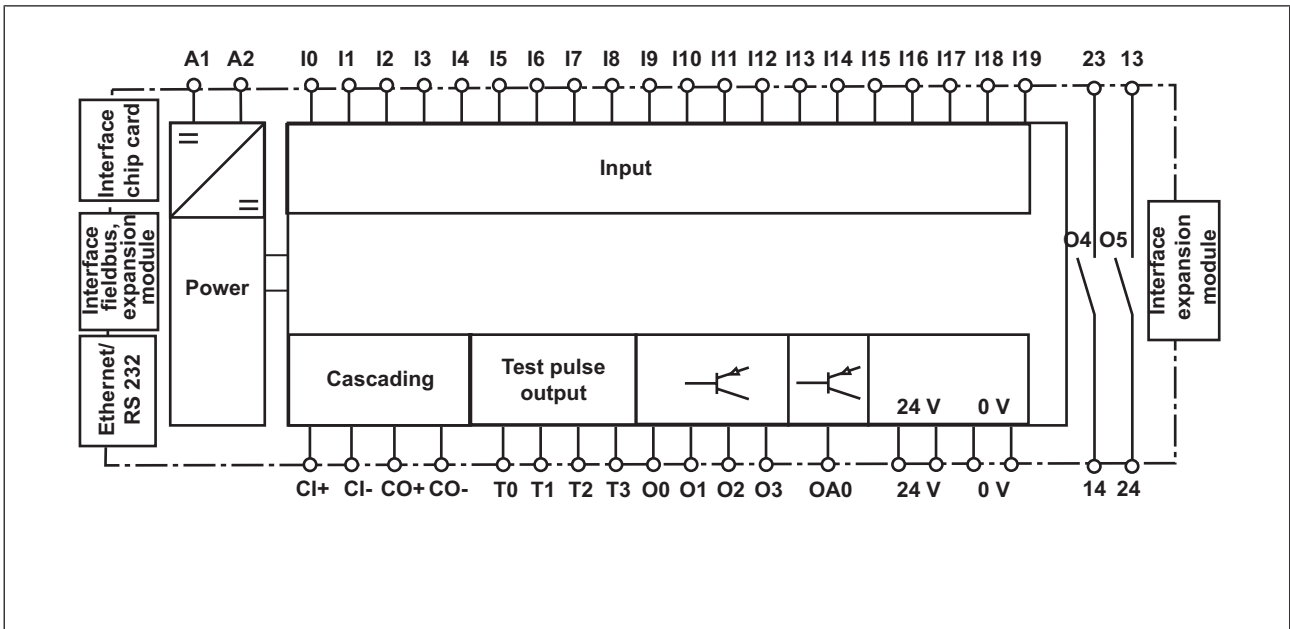 A1 A2 I0 I1 I2 I3 I4 I5 I6 I7 I8 I9 I10 I11 I12 I13 I14 I15 I16 I17 I18 I19 23 13
Interface
chip card
Interface
fieldbus,
expansion
module
Ethernet/
RS 232
Power
Input
O4 O5
Interface
expansion
module
Cascading
Test pulse
output
24 V 0 V
CI+ CI- CO+ CO- T0 T1 T2 T3 O0 O1 O2 O3 OA0 24 V 0 V 14 24